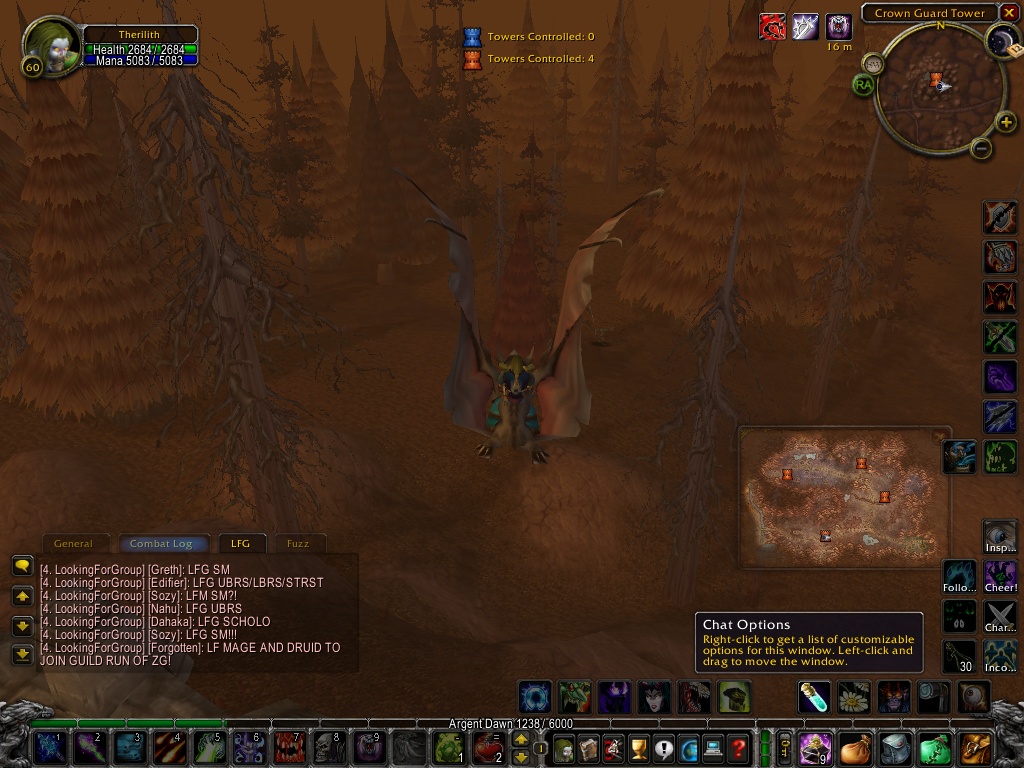 Therilith
Health 2684 / 2684
Mana 5083 / 5083
60
Towers Controlled: 0
Towers Controlled: 4
16 m
Crown Guard Tower
N
RA
General
Combat Log
LFG
Fuzz
[4. LookingForGroup] [Greth]: LFG SM
[4. LookingForGroup] [Edifier]: LFG UBRS/LBRS/STRST
[4. LookingForGroup] [Sozy]: LFM SM?!
[4. LookingForGroup] [Nahu]: LFG UBRS
[4. LookingForGroup] [Dahaka]: LFG SCHOLO
[4. LookingForGroup] [Sozy]: LFG SM!!!
[4. LookingForGroup] [Forgotten]: LF MAGE AND DRUID TO
JOIN GUILD RUN OF ZG!
Insp...
Follo...
Cheer!
Char...
30
Inco...
Chat Options
Right-click to get a list of customizable
options for this window. Left-click and
drag to move the window.
Argent Dawn 1238 / 6000
1
2
3
4
5
6
7
8
9
-
=
1
2
1
9